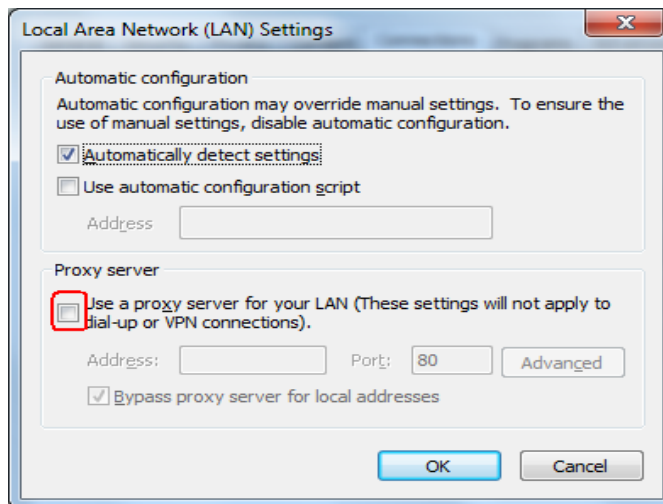 Local Area Network (LAN) Settings
Automatic configuration
Automatic configuration may override manual settings.  To ensure the
use of manual settings, disable automatic configuration.
Automatically detect settings
Use automatic configuration script
Address
Proxy server
Use a proxy server for your LAN (These settings will not apply to
dial-up or VPN connections).
Address:
Port:
80
Advanced
Bypass proxy server for local addresses
OK
Cancel